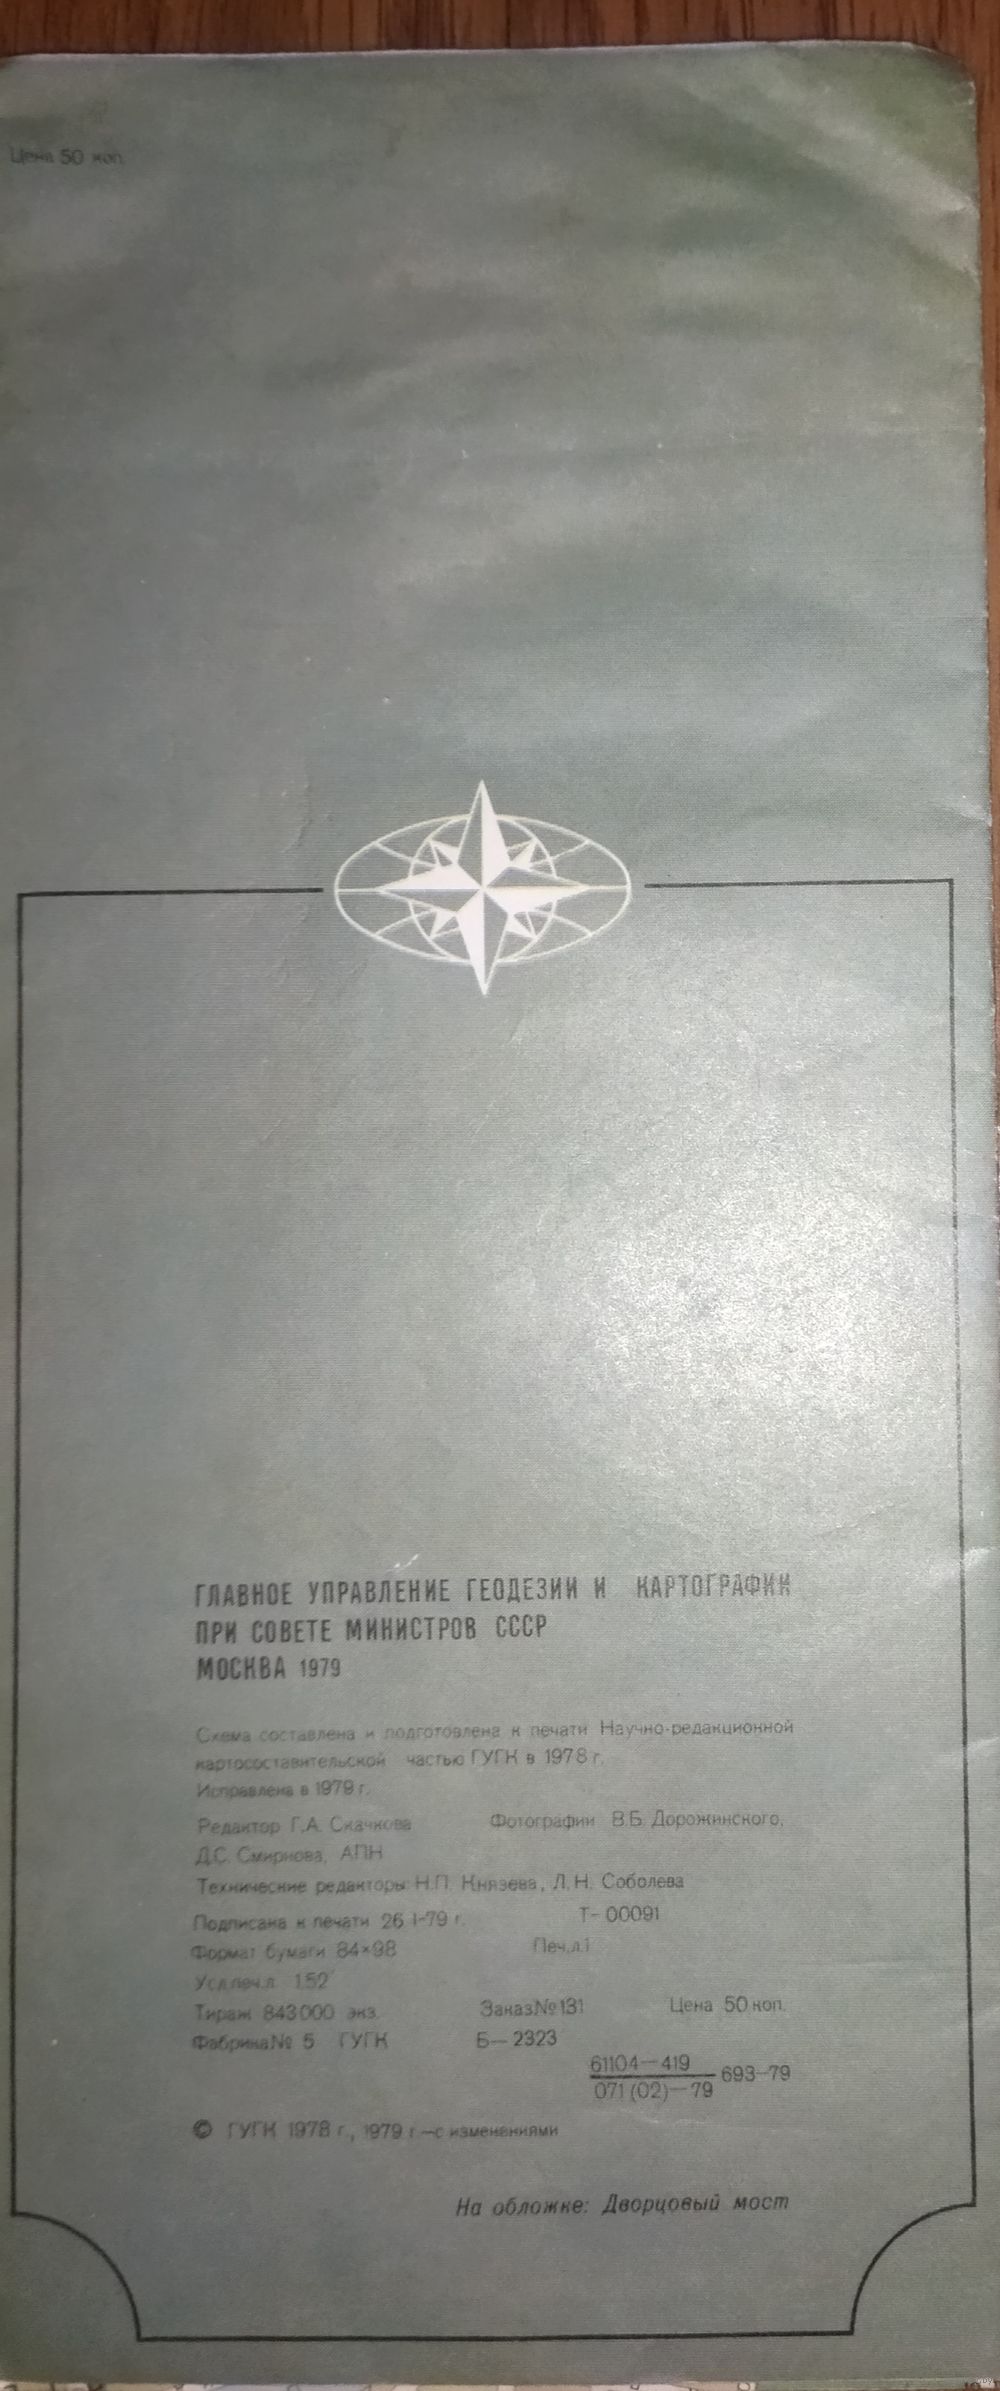 Цена 50 коп.
ГЛАВНОЕ УПРАВЛЕНИЕ ГЕОДЕЗИИ И КАРТОГРАФИИ
ПРИ СОВЕТЕ МИНИСТРОВ СССР
МОСКВА 1979
Схема составлена и подготовлена к печати Научно-редакционной
картосоставительской частью ГУГК в 1978 г.
Исправлена в 1979 г.
Редактор Г.А. Скачкова Фотографии В.Б. Дорожинского,
Д.С. Смирнова, АПН
Технические редакторы Н.П. Князева, Л.Н. Соболева
Подписана к печати 26 I-79 г. Т-00091
Формат бумаги 84×98 Печ.л.1
Усл.печ.л. 1.52
Тираж 843000 экз. Заказ № 131 Цена 50 коп.
Фабрика № 5 ГУГК Б-2323
61104-419
071(02)-79 693-79
© ГУГК 1978 г., 1979 г.-с изменениями
На обложке: Дворцовый мост